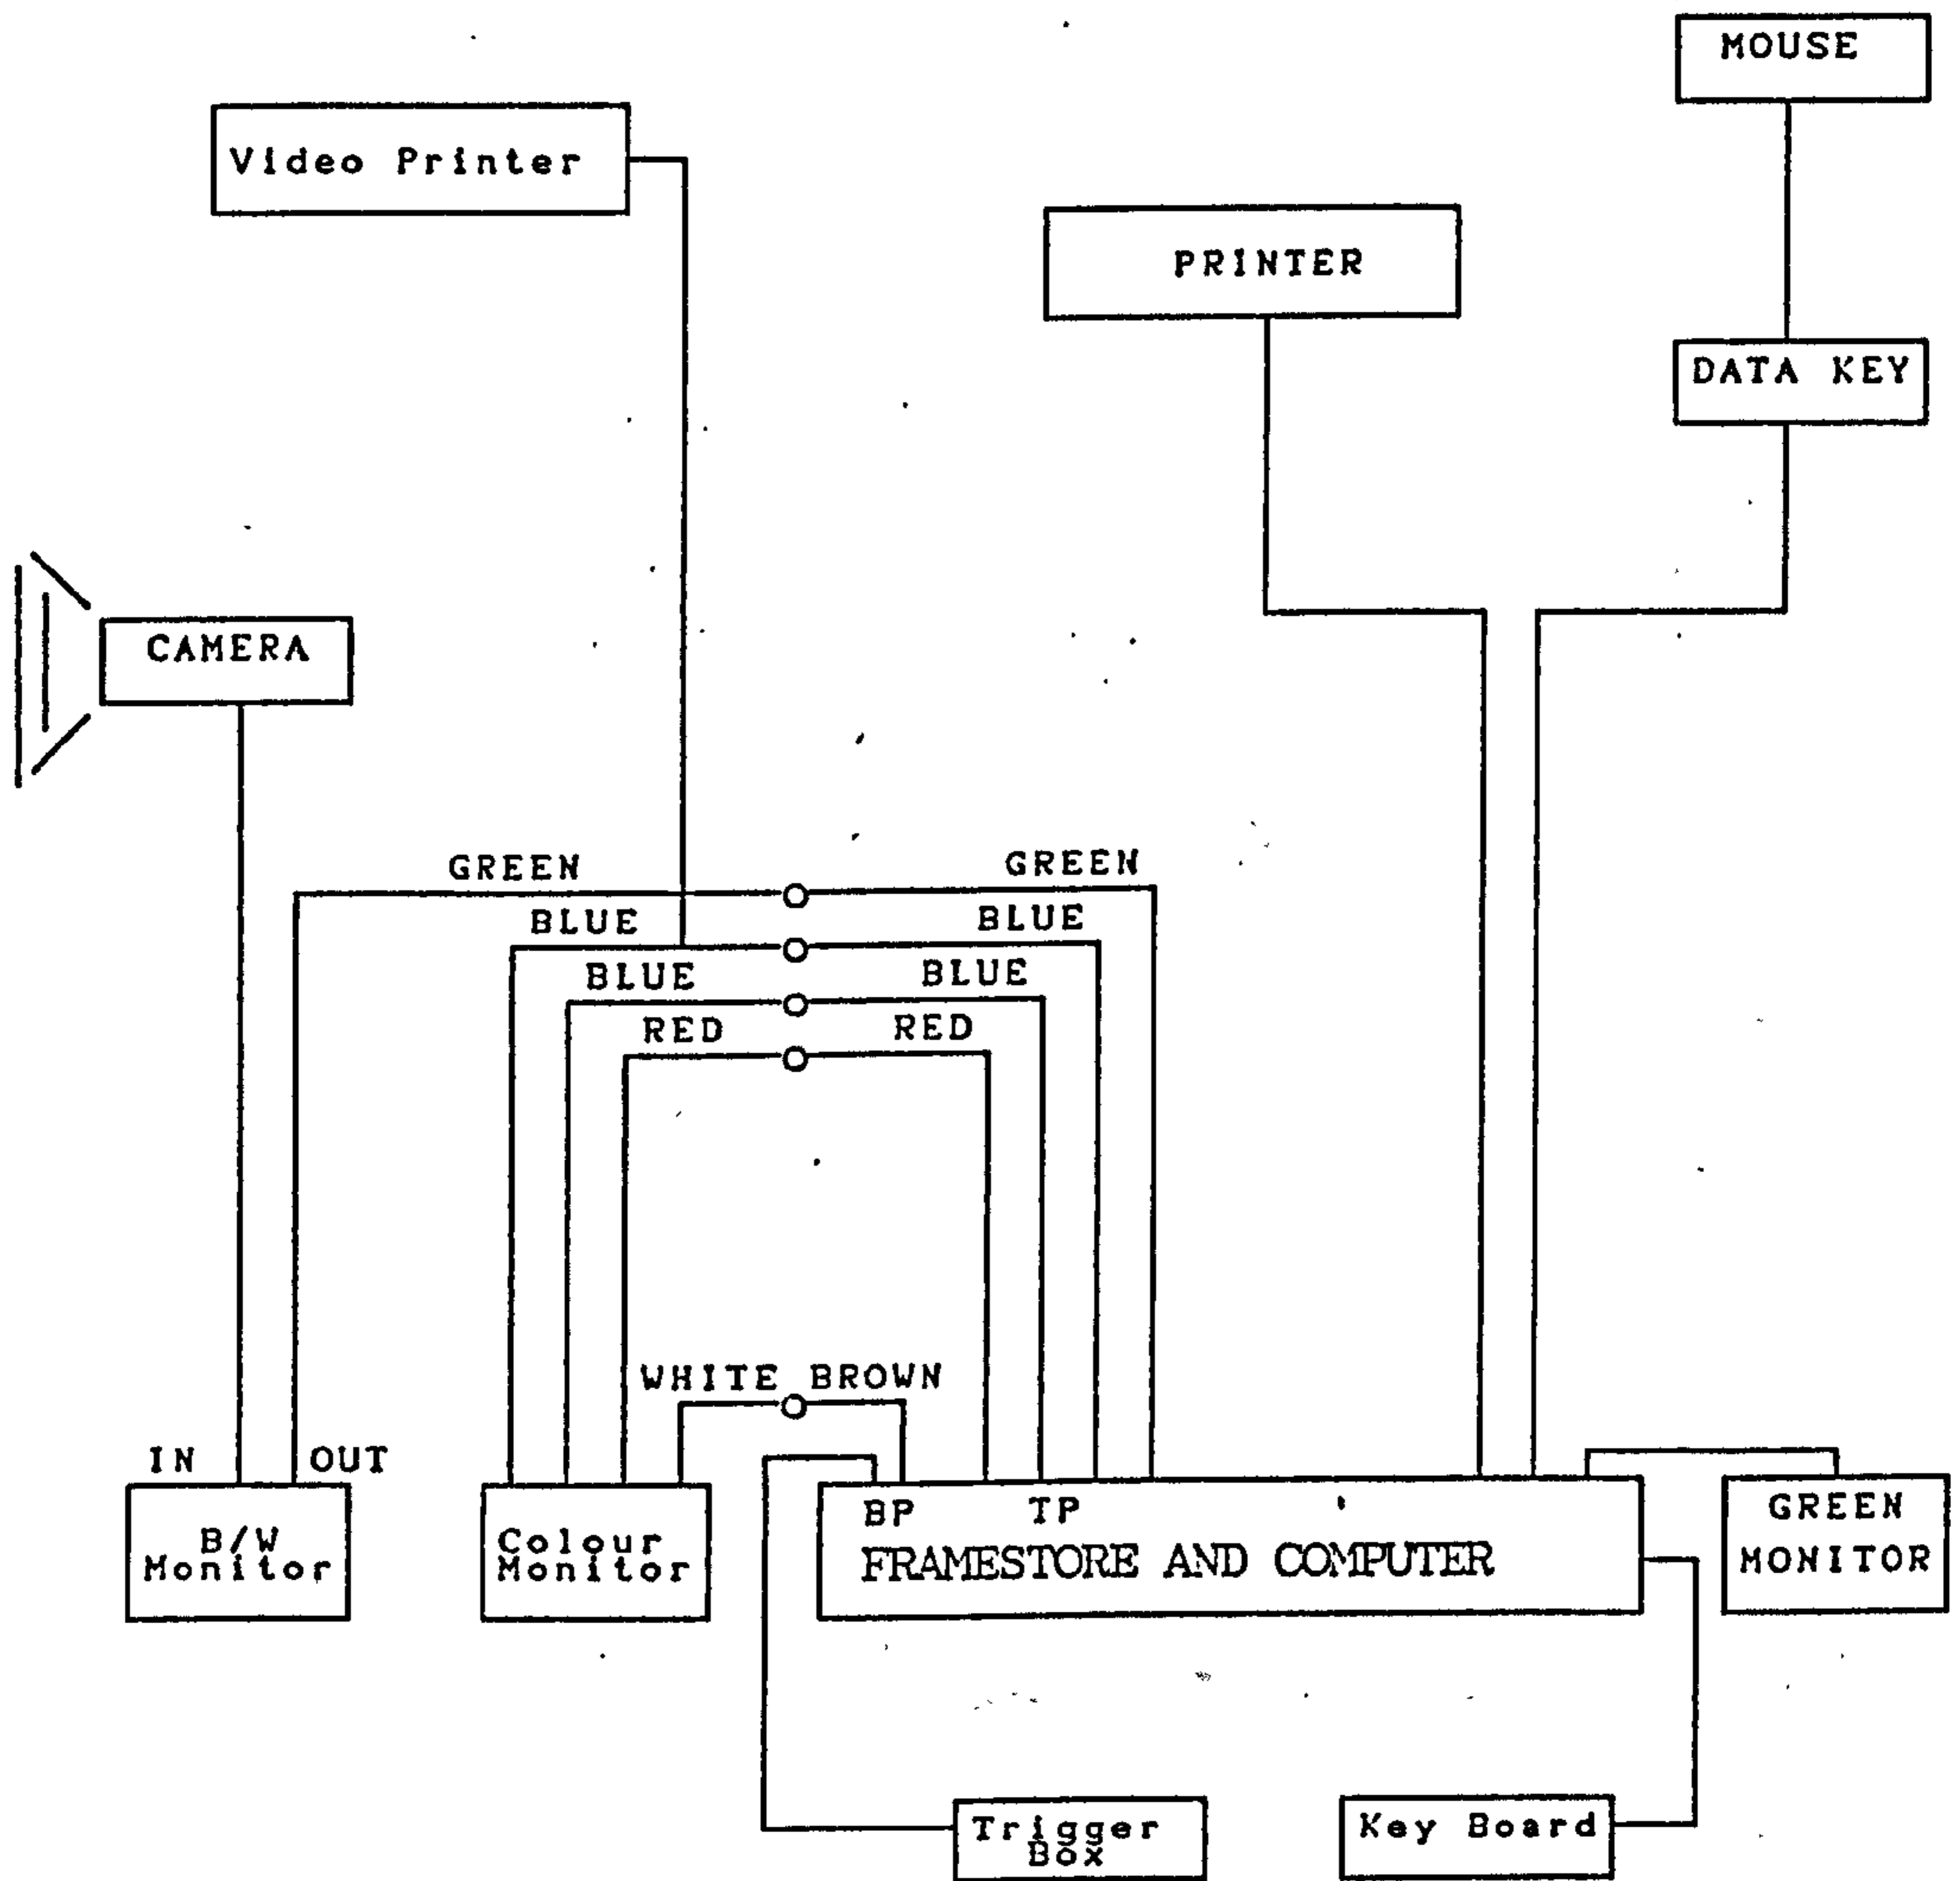 MOUSE
Video Printer
PRINTER
DATA KEY
CAMERA
GREEN
GREEN
BLUE
BLUE
BLUE
BLUE
RED
RED
WHITE BROWN
IN
OUT
B/W
Monitor
Colour
Monitor
BP
TP
FRAMESTORE AND COMPUTER
GREEN
MONITOR
Trigger
Box
Key Board